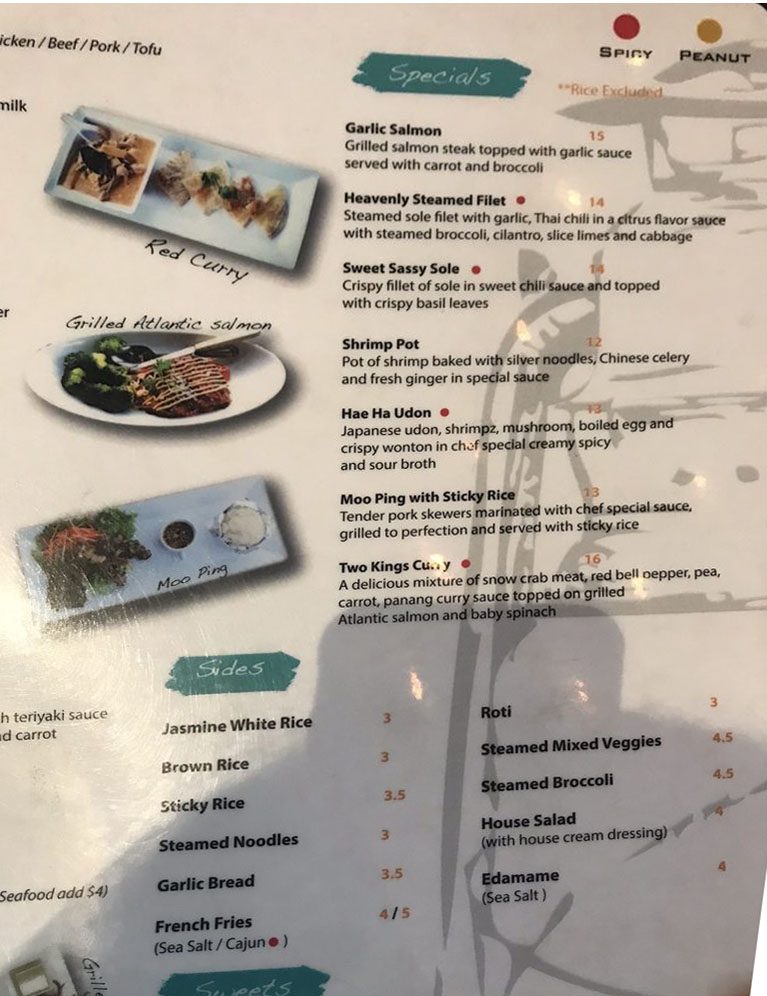 icken / Beef / Pork / Tofu
milk
er
h teriyaki sauce
d carrot
Seafood add $4)
Spicy Peanut
Specials
**Rice Excluded
Garlic Salmon 15
Grilled salmon steak topped with garlic sauce
served with carrot and broccoli
Heavenly Steamed Filet 14
Steamed sole filet with garlic, Thai chili in a citrus flavor sauce
with steamed broccoli, cilantro, slice limes and cabbage
Sweet Sassy Sole 14
Crispy fillet of sole in sweet chili sauce and topped
with crispy basil leaves
Shrimp Pot 12
Pot of shrimp baked with silver noodles, Chinese celery
and fresh ginger in special sauce
Hae Ha Udon 13
Japanese udon, shrimpz, mushroom, boiled egg and
crispy wonton in chef special creamy spicy
and sour broth
Moo Ping with Sticky Rice 13
Tender pork skewers marinated with chef special sauce,
grilled to perfection and served with sticky rice
Two Kings Curry 16
A delicious mixture of snow crab meat, red bell pepper, pea,
carrot, panang curry sauce topped on grilled
Atlantic salmon and baby spinach
Red Curry
Grilled Atlantic salmon
Moo Ping
Sides
Jasmine White Rice 3
Brown Rice 3
Sticky Rice 3.5
Steamed Noodles 3
Garlic Bread 3.5
French Fries 4 / 5
(Sea Salt / Cajun )
Roti 3
Steamed Mixed Veggies 4.5
Steamed Broccoli 4.5
House Salad 4
(with house cream dressing)
Edamame 4
(Sea Salt )
Sweets